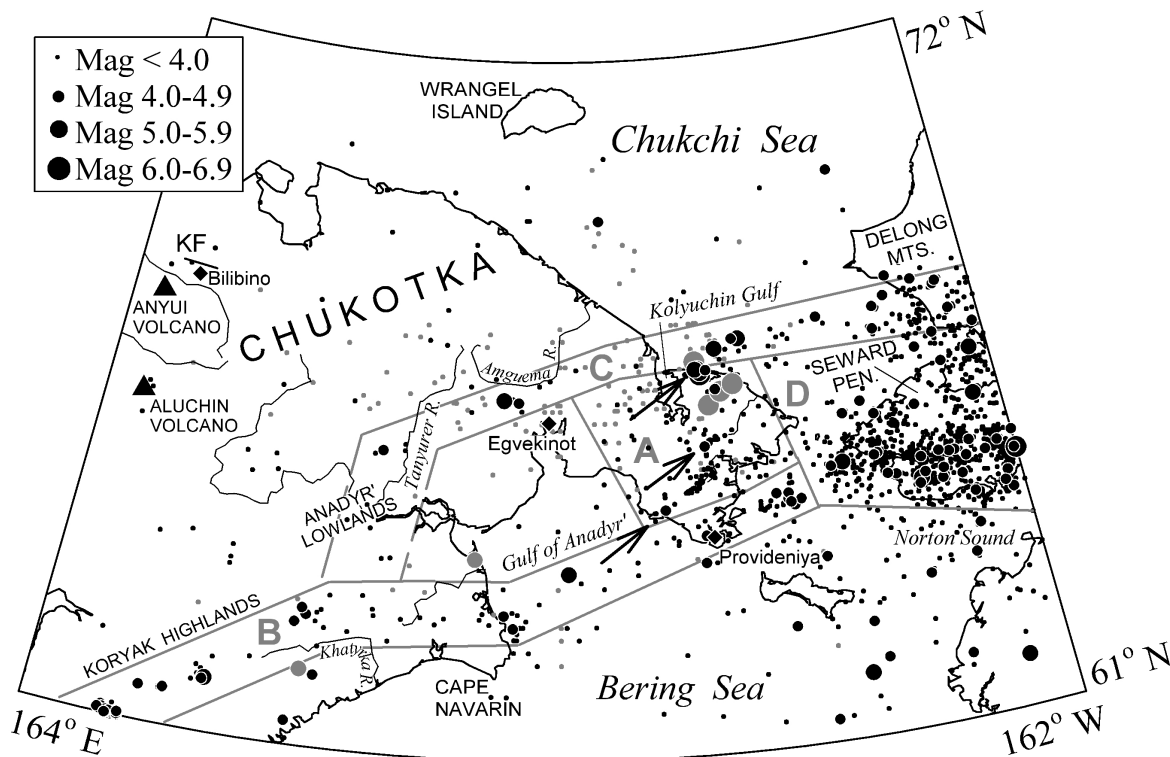 72° N
Mag < 4.0
Mag 4.0-4.9
Mag 5.0-5.9
Mag 6.0-6.9
WRANGEL
ISLAND
Chukchi Sea
DELONG
MTS.
KF
Bilibino
ANYUI
VOLCANO
CHUKOTKA
Kolyuchin Gulf
ALUCHIN
VOLCANO
Amguema R.
C
SEWARD
PEN.
D
Tanyurer R.
Egvekinot
A
ANADYR'
LOWLANDS
Gulf of Anadyr'
Provideniya
Norton Sound
KORYAK HIGHLANDS
B
Khatyrka R.
CAPE
NAVARIN
Bering Sea
61° N
164° E
162° W